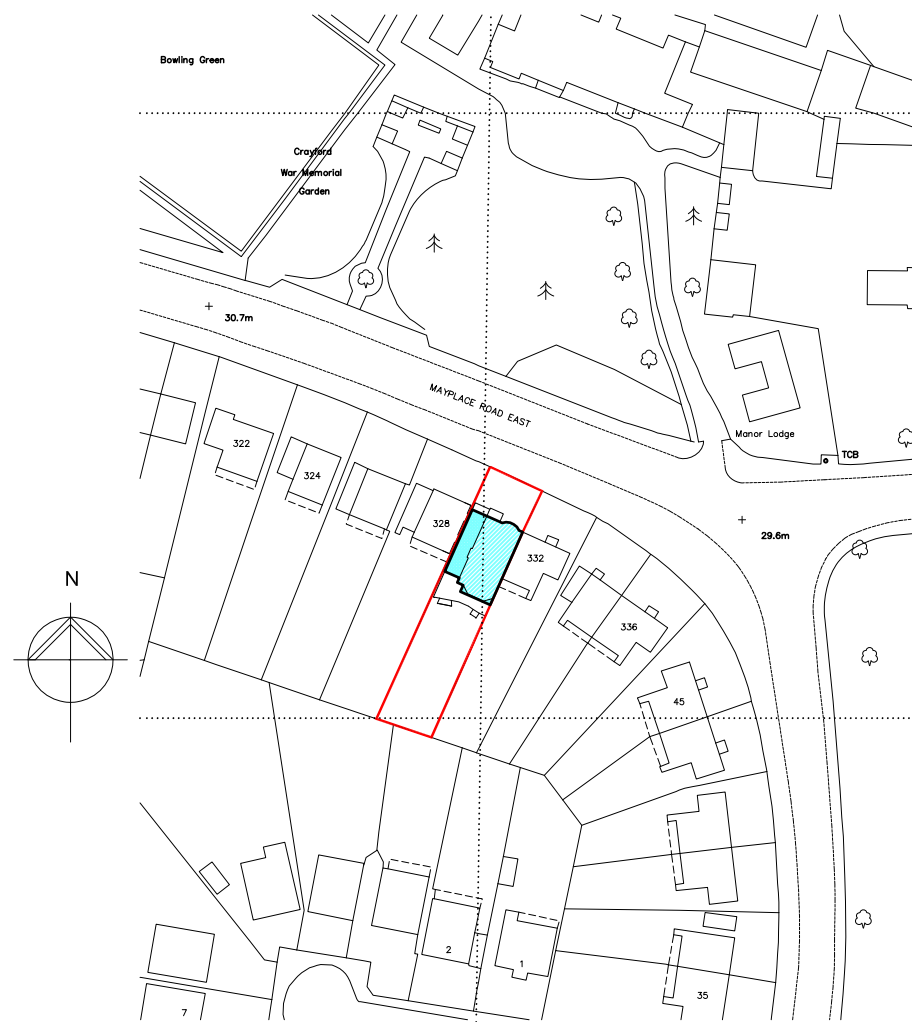 Bowling Green
Crayford
War Memorial
Garden
30.7m
MAYPLACE ROAD EAST
Manor Lodge
TCB
322
324
328
332
29.6m
N
336
45
2
1
35
7